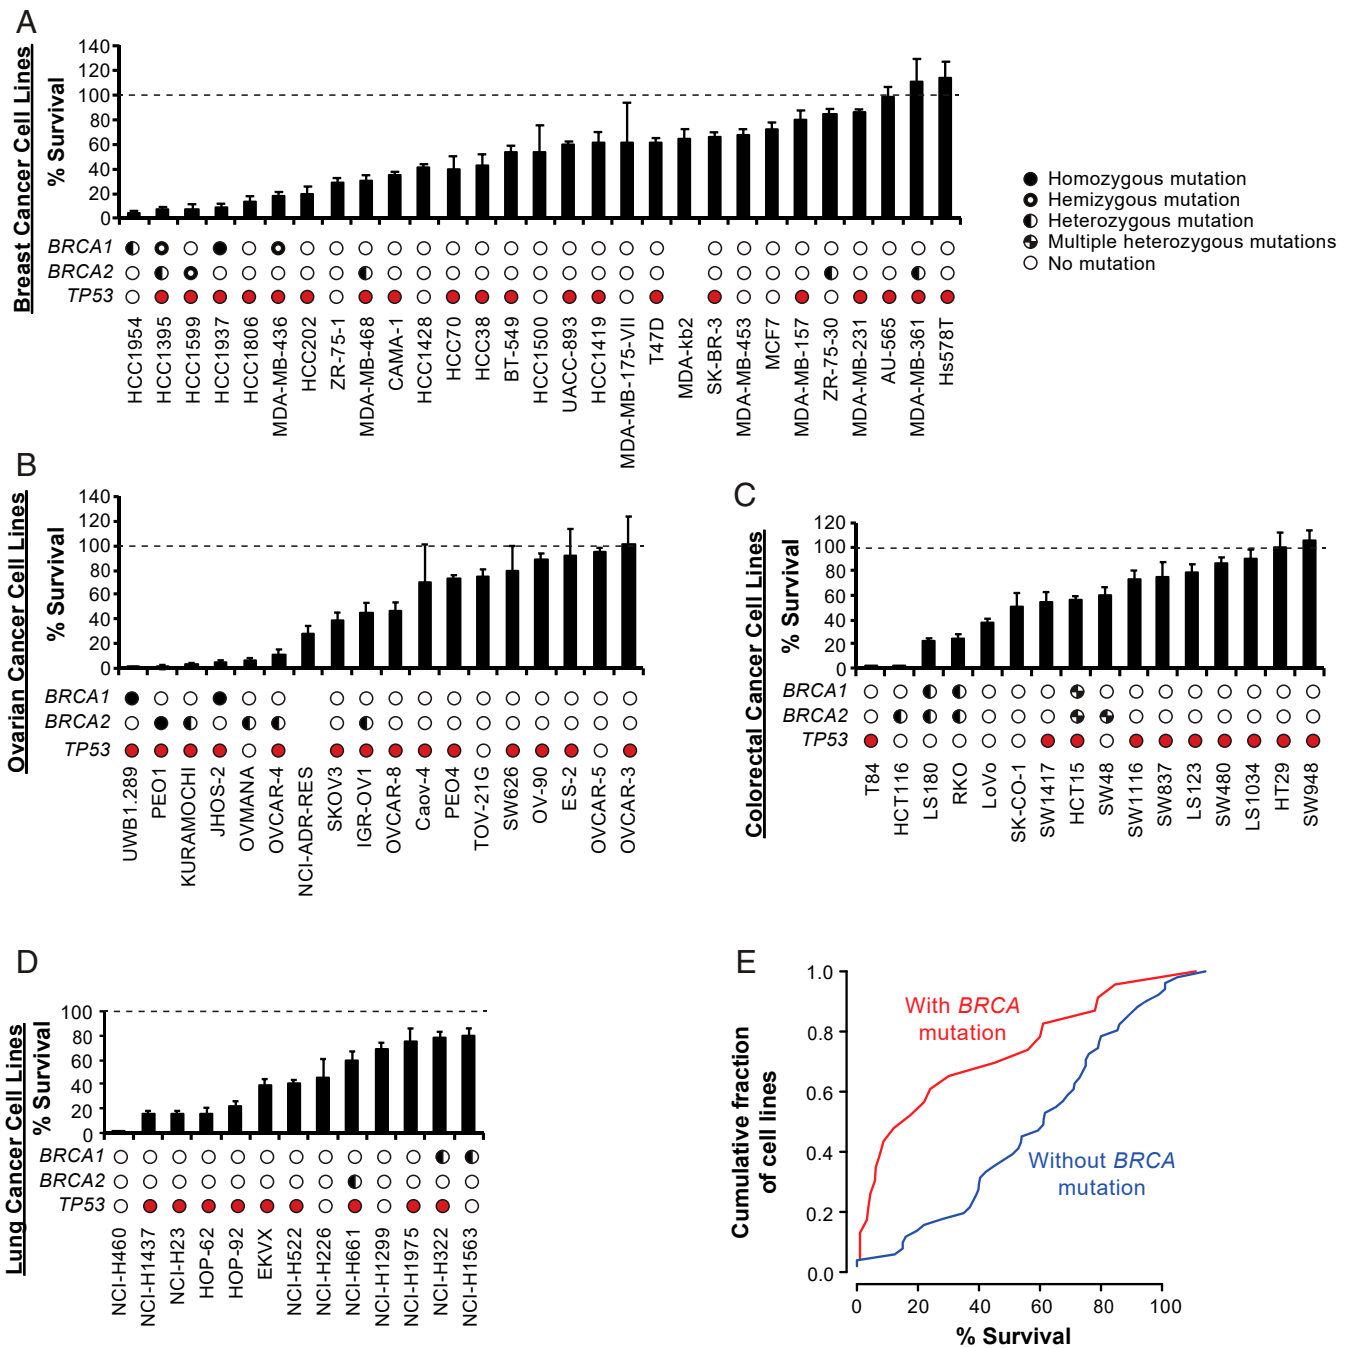 A
Breast Cancer Cell Lines
% Survival
140
120
100
80
60
40
20
0
BRCA1
BRCA2
TP53
HCC1954
HCC1395
HCC1599
HCC1937
HCC1806
MDA-MB-436
HCC202
ZR-75-1
MDA-MB-468
CAMA-1
HCC1428
HCC70
HCC38
BT-549
HCC1500
UACC-893
HCC1419
MDA-MB-175-VII
T47D
MDA-kb2
SK-BR-3
MDA-MB-453
MCF7
MDA-MB-157
ZR-75-30
MDA-MB-231
AU-565
MDA-MB-361
Hs578T
Homozygous mutation
Hemizygous mutation
Heterozygous mutation
Multiple heterozygous mutations
No mutation
B
Ovarian Cancer Cell Lines
% Survival
140
120
100
80
60
40
20
0
BRCA1
BRCA2
TP53
UWB1.289
PEO1
KURAMOCHI
JHOS-2
OVMANA
OVCAR-4
NCI-ADR-RES
SKOV3
IGR-OV1
OVCAR-8
Caov-4
PEO4
TOV-21G
SW626
OV-90
ES-2
OVCAR-5
OVCAR-3
C
Colorectal Cancer Cell Lines
% Survival
120
100
80
60
40
20
0
BRCA1
BRCA2
TP53
T84
HCT116
LS180
RKO
LoVo
SK-CO-1
SW1417
HCT15
SW48
SW1116
SW837
LS123
SW480
LS1034
HT29
SW948
D
Lung Cancer Cell Lines
% Survival
100
80
60
40
20
0
BRCA1
BRCA2
TP53
NCI-H460
NCI-H1437
NCI-H23
HOP-62
HOP-92
EKVX
NCI-H522
NCI-H226
NCI-H661
NCI-H1299
NCI-H1975
NCI-H322
NCI-H1563
E
Cumulative fraction
of cell lines
1.0
0.8
0.6
0.4
0.2
0.0
With BRCA
mutation
Without BRCA
mutation
0
20
40
60
80
100
% Survival